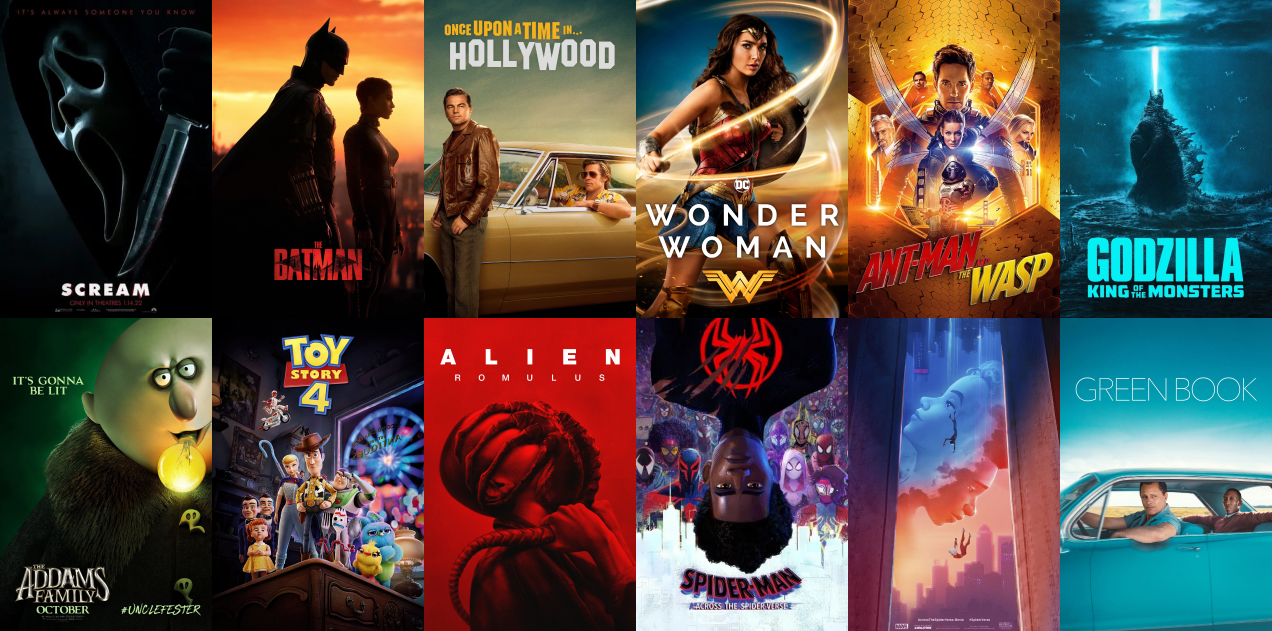 IT'S ALWAYS SOMEONE YOU KNOW
SCREAM
ONLY IN THEATRES 1.14.22
THE
BATMAN
ONCE UPON A TIME IN...
HOLLYWOOD
DC
WONDER
WOMAN
ANT-MAN
AND
THE WASP
GODZILLA
KING OF THE MONSTERS
IT'S GONNA
BE LIT
THE
ADDAMS
FAMILY
OCTOBER
#UNCLEFESTER
TOY
STORY
4
ALIEN
ROMULUS
SPIDER-MAN
ACROSS THE SPIDER-VERSE
MARVEL
GREEN BOOK